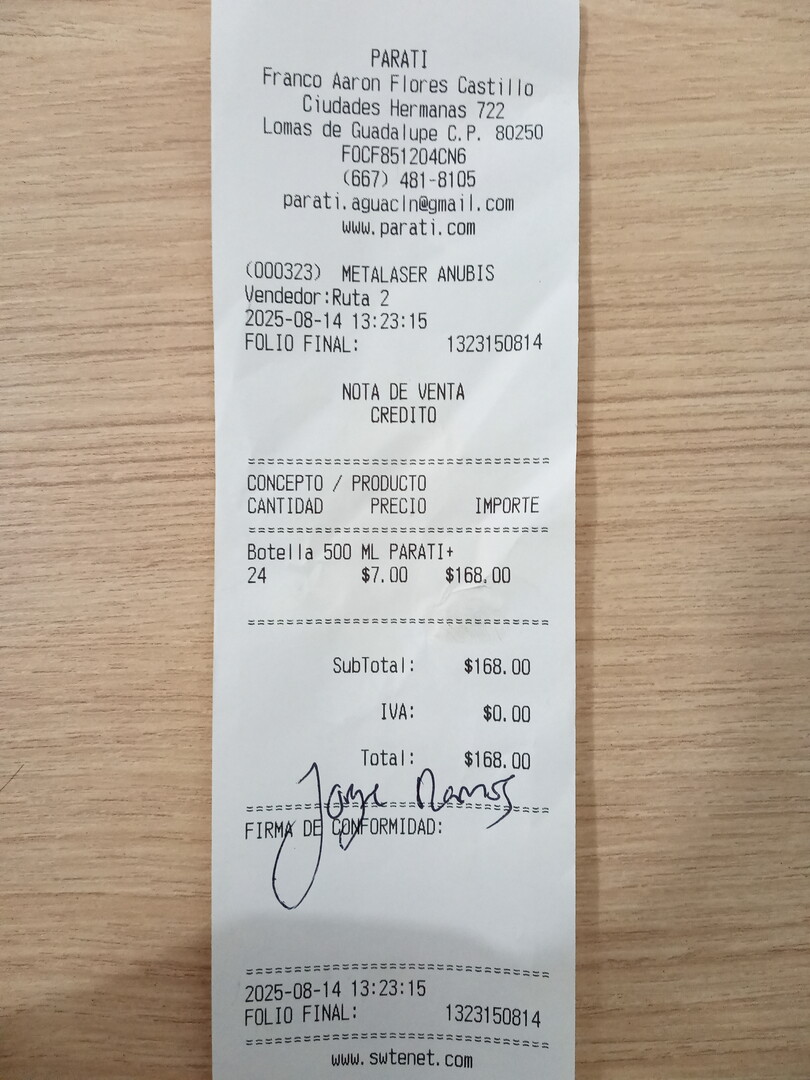 PARATI
Franco Aaron Flores Castillo
Ciudades Hermanas 722
Lomas de Guadalupe C.P. 80250
FOCF851204CN6
(667) 481-8105
parati.aguacln@gmail.com
www.parati.com
(000323) METALASER ANUBIS
Vendedor:Ruta 2
2025-08-14 13:23:15
FOLIO FINAL: 1323150814
NOTA DE VENTA
CREDITO
================================
CONCEPTO / PRODUCTO
CANTIDAD PRECIO IMPORTE
================================
Botella 500 ML PARATI+
24 $7.00 $168.00
================================
SubTotal: $168.00
IVA: $0.00
Total: $168.00
Jorge Ramos
================================
FIRMA DE CONFORMIDAD:
================================
2025-08-14 13:23:15
FOLIO FINAL: 1323150814
================================
www.swtenet.com